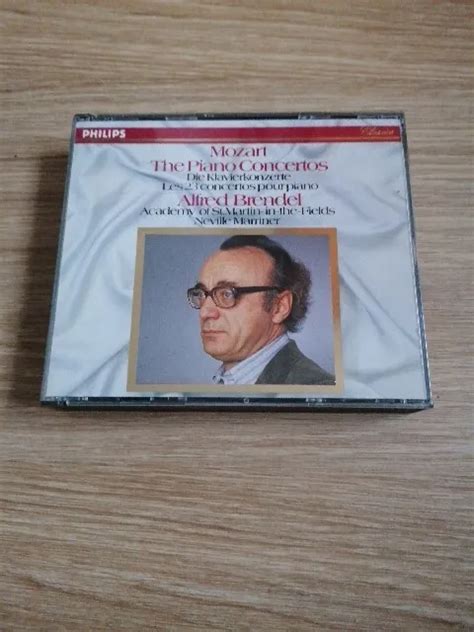 PHILIPS
Mozart
The Piano Concertos
Die Klavierkonzerte
Les 23 concertos pour piano
Alfred Brendel
Academy of St. Martin-in-the-Fields
Neville Marriner